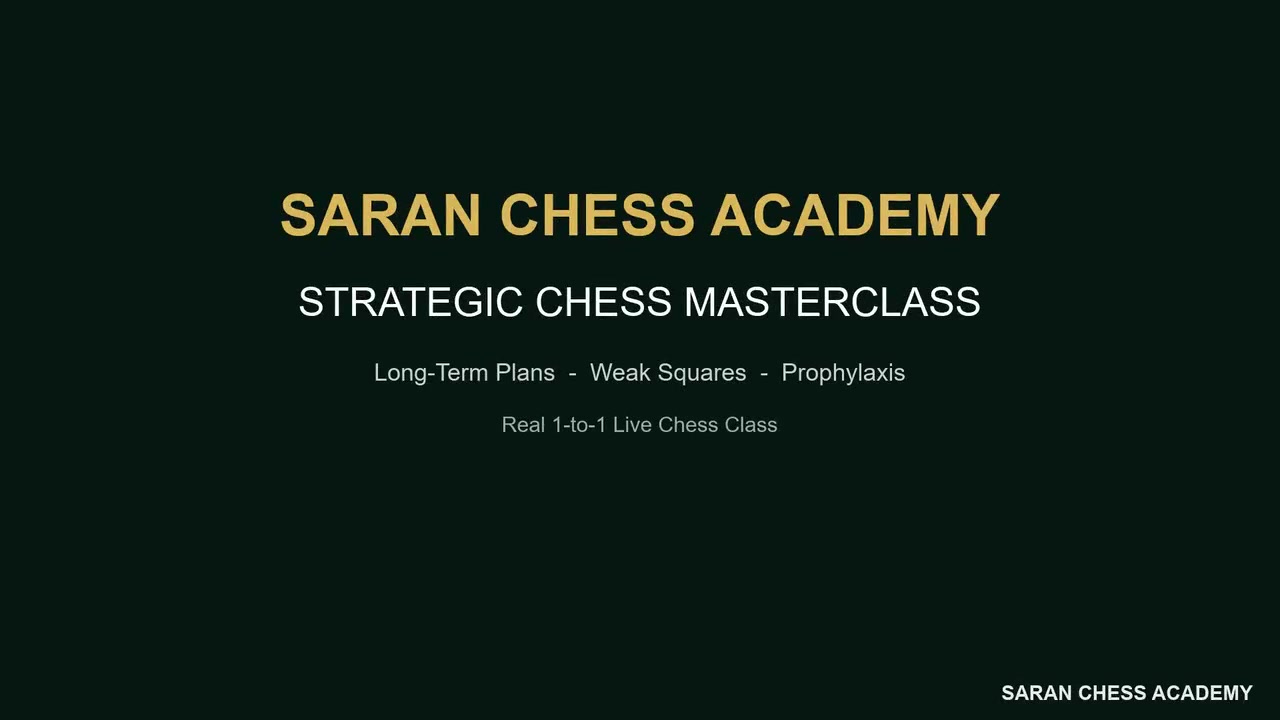 SARAN CHESS ACADEMY
STRATEGIC CHESS MASTERCLASS
Long-Term Plans - Weak Squares - Prophylaxis
Real 1-to-1 Live Chess Class
SARAN CHESS ACADEMY